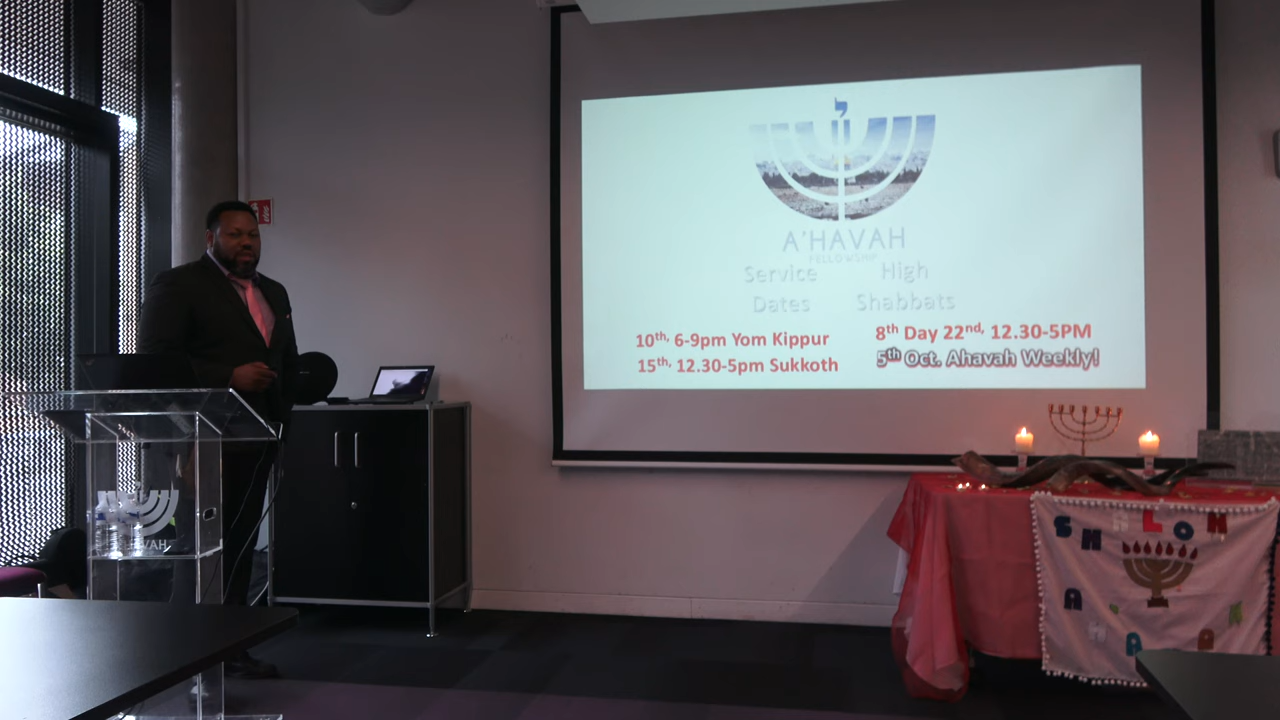 A'HAVAH
FELLOWSHIP
Service High
Dates Shabbats
10th, 6-9pm Yom Kippur
15th, 12.30-5pm Sukkoth
8th Day 22nd, 12.30-5PM
5th Oct. Ahavah Weekly!
SHALOM
VAH